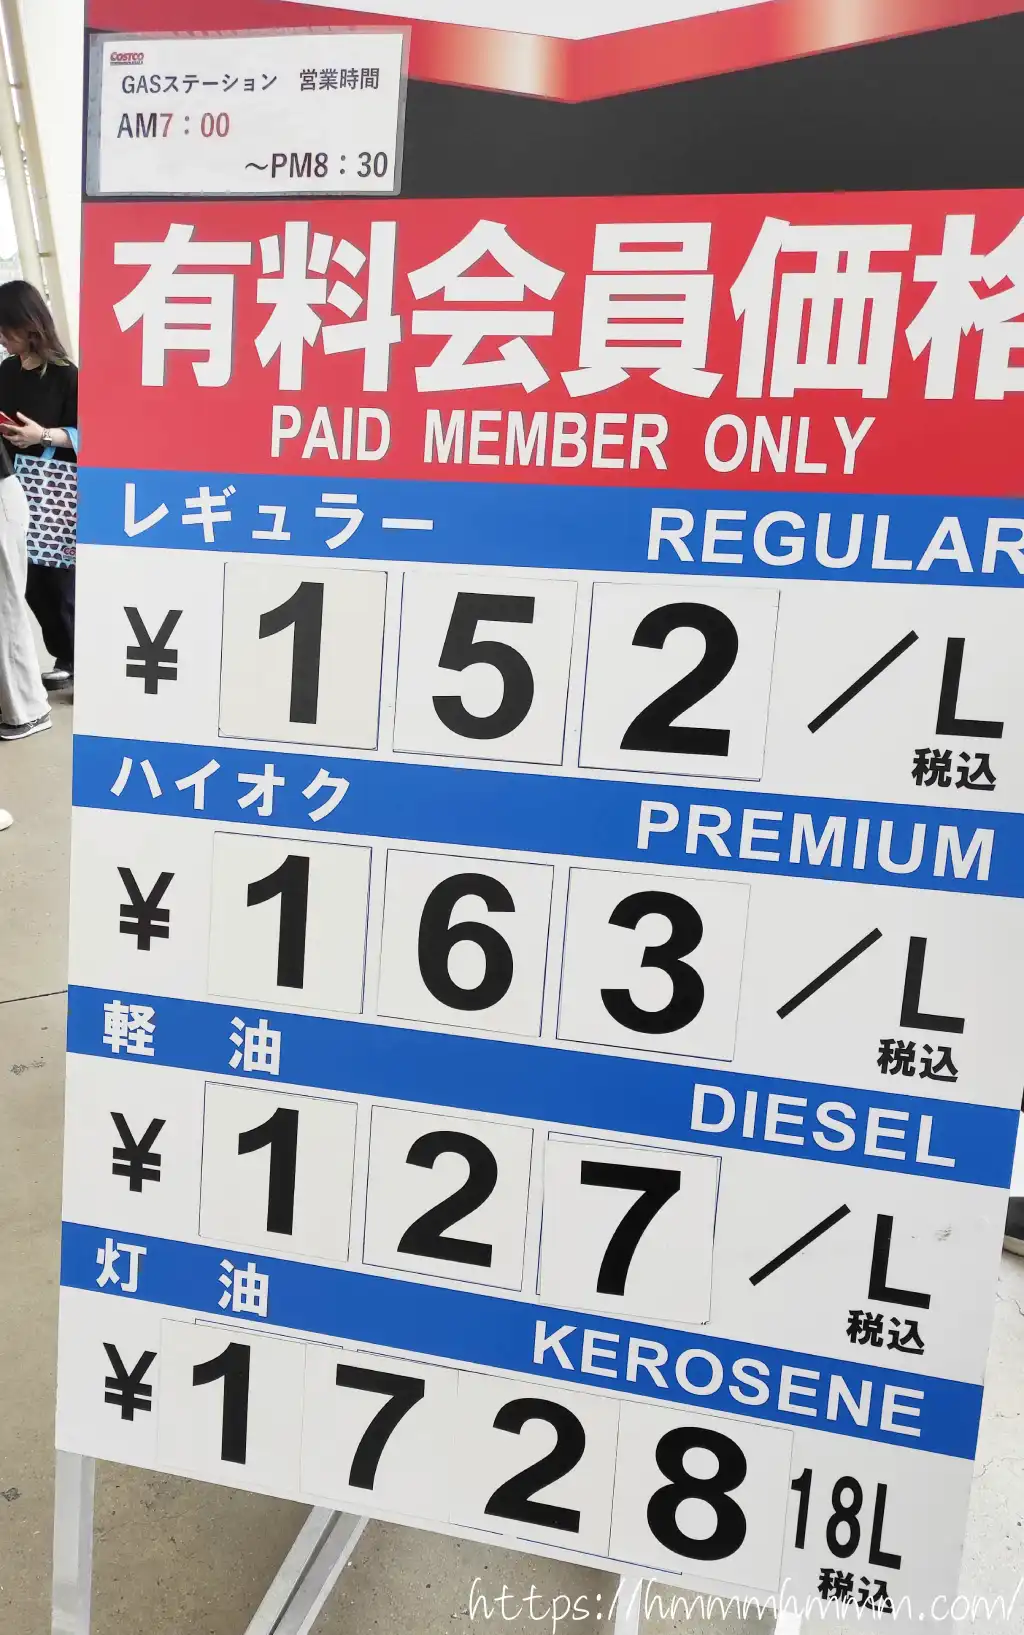 COSTCO
GASステーション 営業時間
AM7：00
～PM8：30
有料会員価格
PAID MEMBER ONLY
レギュラー REGULAR
¥152／L
税込
ハイオク PREMIUM
¥163／L
税込
軽油 DIESEL
¥127／L
税込
灯油 KEROSENE
¥1728 18L
税込
https://hmmmhmmm.com/